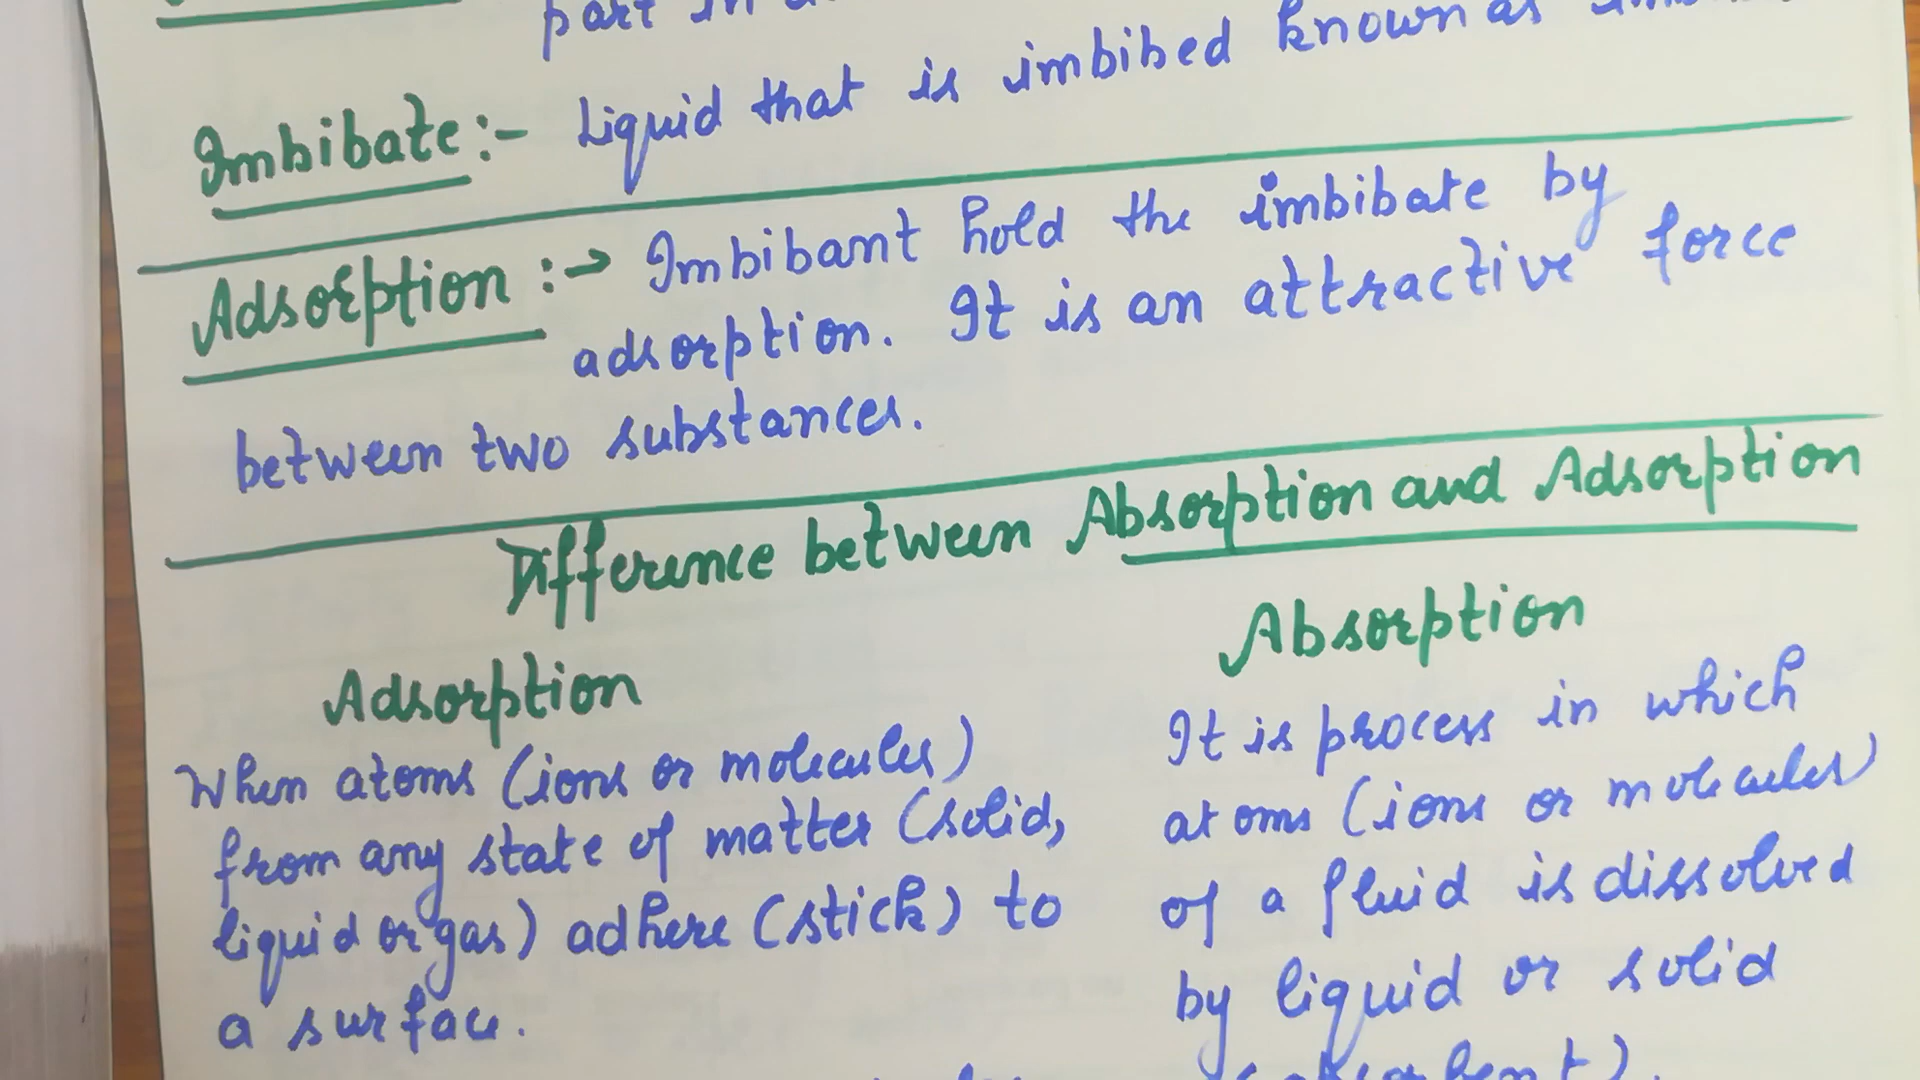 part in
Imbibate:- Liquid that is imbibed known as
Adsorption :→ Imbibant hold the imbibate by
adsorption. It is an attractive force
between two substances.
Difference between Absorption and Adsorption
Adsorption
When atoms (ions or molecules)
from any state of matter (solid,
liquid or gas) adhere (stick) to
a surface.
Absorption
It is process in which
atoms (ions or molecules)
of a fluid is dissolved
by liquid or solid